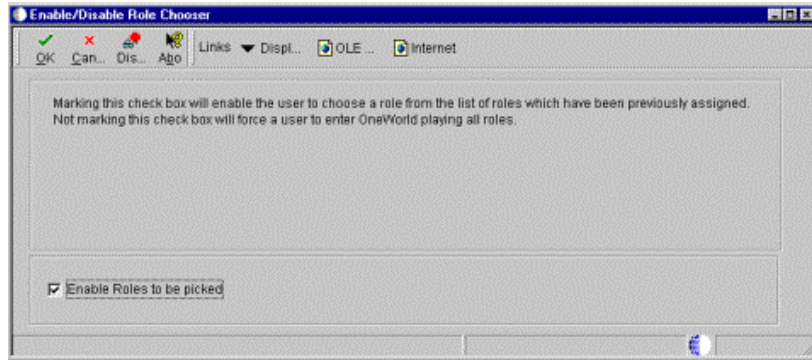 Enable/Disable Role Chooser
OK Can... Dis... Abo Links Displ... OLE ... Internet
Marking this check box will enable the user to choose a role from the list of roles which have been previously assigned.
Not marking this check box will force a user to enter OneWorld playing all roles.
Enable Roles to be picked